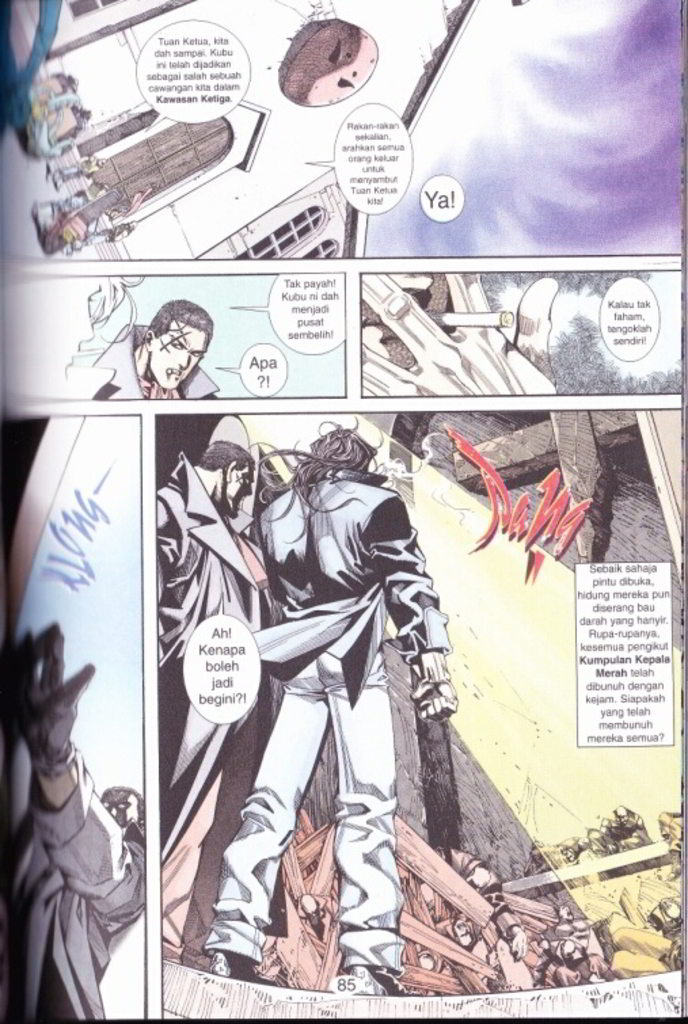 Tuan Ketua, kita
dah sampai. Kubu
ini telah dijadikan
sebagai salah sebuah
cawangan kita dalam
Kawasan Ketiga.
Rakan-rakan
sekalian,
arahkan semua
orang keluar
untuk
menyambut
Tuan Ketua
kita!
Ya!
Tak payah!
Kubu ni dah
menjadi
pusat
sembelih!
Apa
?!
Kalau tak
faham,
tengoklah
sendiri!
Ah!
Kenapa
boleh
jadi
begini?!
Sebaik sahaja
pintu dibuka,
hidung mereka pun
diserang bau
darah yang hanyir.
Rupa-rupanya,
kesemua pengikut
Kumpulan Kepala
Merah telah
dibunuh dengan
kejam. Siapakah
yang telah
membunuh
mereka semua?
85